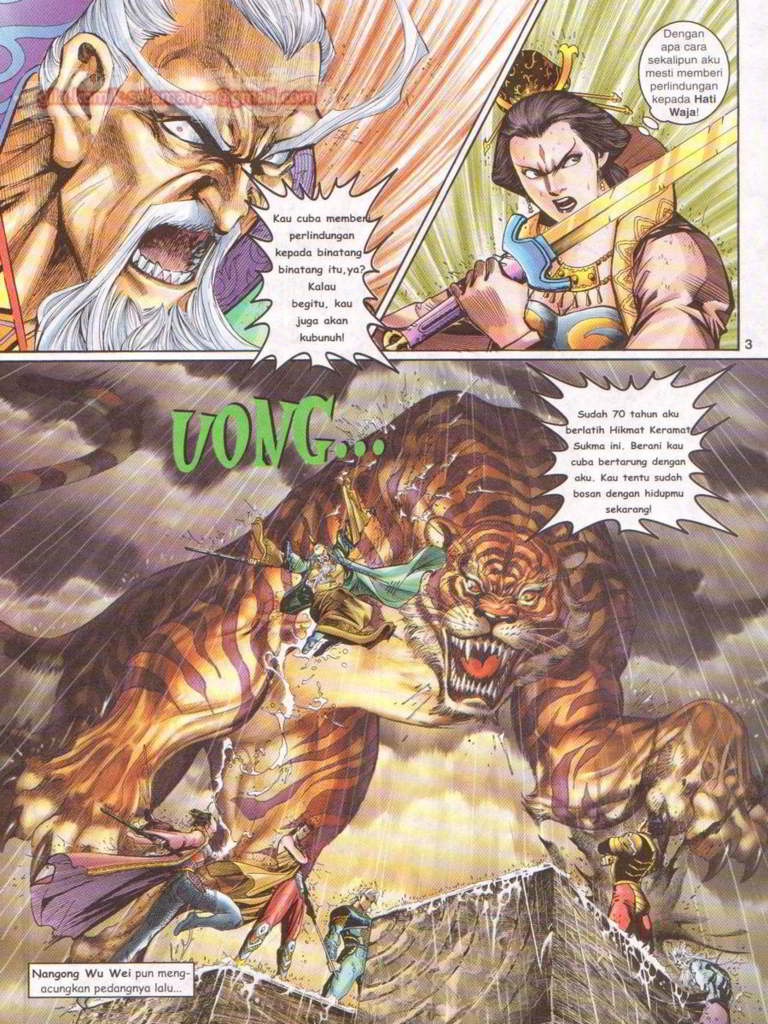 Kau cuba memberi
perlindungan
kepada binatang
binatang itu,ya?
Kalau
begitu, kau
juga akan
kubunuh!
Dengan
apa cara
sekalipun aku
mesti memberi
perlindungan
kepada Hati
Waja!
3
UONG...
Sudah 70 tahun aku
berlatih Hikmat Keramat
Sukma ini. Berani kau
cuba bertarung dengan
aku. Kau tentu sudah
bosan dengan hidupmu
sekarang!
Nangong Wu Wei pun meng-
acungkan pedangnya lalu...